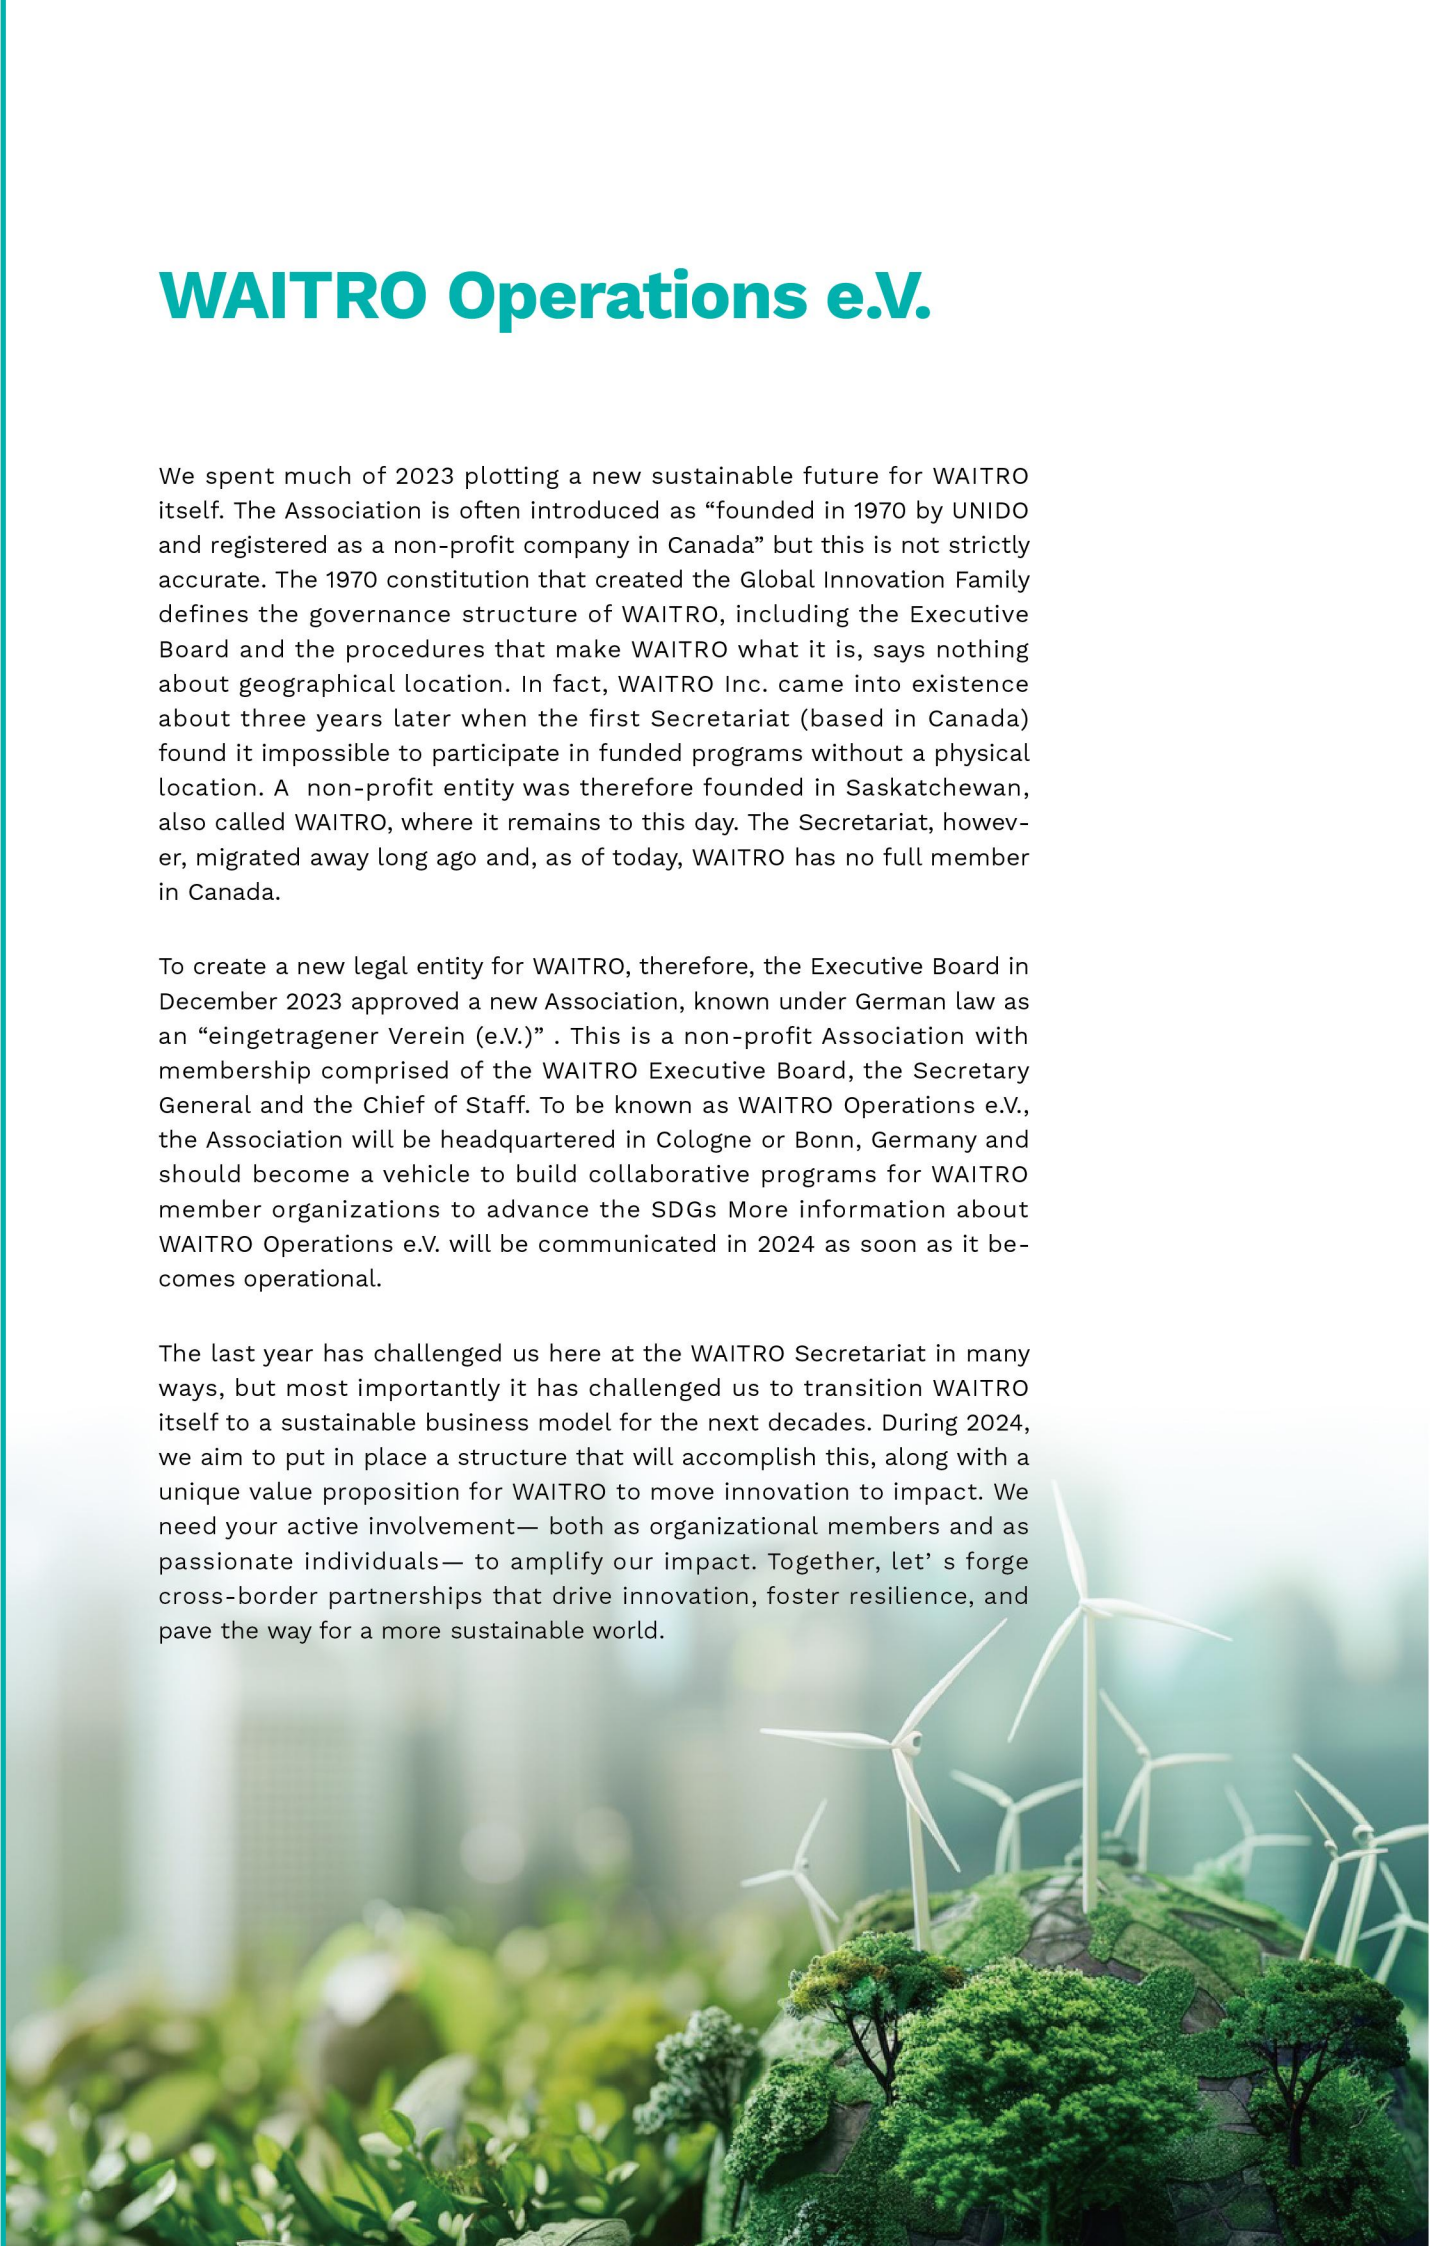 WAITRO Operations e.V.
We spent much of 2023 plotting a new sustainable future for WAITRO
itself. The Association is often introduced as “founded in 1970 by UNIDO
and registered as a non-profit company in Canada” but this is not strictly
accurate. The 1970 constitution that created the Global Innovation Family
defines the governance structure of WAITRO, including the Executive
Board and the procedures that make WAITRO what it is, says nothing
about geographical location. In fact, WAITRO Inc. came into existence
about three years later when the first Secretariat (based in Canada)
found it impossible to participate in funded programs without a physical
location. A  non-profit entity was therefore founded in Saskatchewan,
also called WAITRO, where it remains to this day. The Secretariat, howev-
er, migrated away long ago and, as of today, WAITRO has no full member
in Canada.
To create a new legal entity for WAITRO, therefore, the Executive Board in
December 2023 approved a new Association, known under German law as
an “eingetragener Verein (e.V.)” . This is a non-profit Association with
membership comprised of the WAITRO Executive Board, the Secretary
General and the Chief of Staff. To be known as WAITRO Operations e.V.,
the Association will be headquartered in Cologne or Bonn, Germany and
should become a vehicle to build collaborative programs for WAITRO
member organizations to advance the SDGs More information about
WAITRO Operations e.V. will be communicated in 2024 as soon as it be-
comes operational.
The last year has challenged us here at the WAITRO Secretariat in many
ways, but most importantly it has challenged us to transition WAITRO
itself to a sustainable business model for the next decades. During 2024,
we aim to put in place a structure that will accomplish this, along with a
unique value proposition for WAITRO to move innovation to impact. We
need your active involvement— both as organizational members and as
passionate individuals— to amplify our impact. Together, let’ s forge
cross-border partnerships that drive innovation, foster resilience, and
pave the way for a more sustainable world.